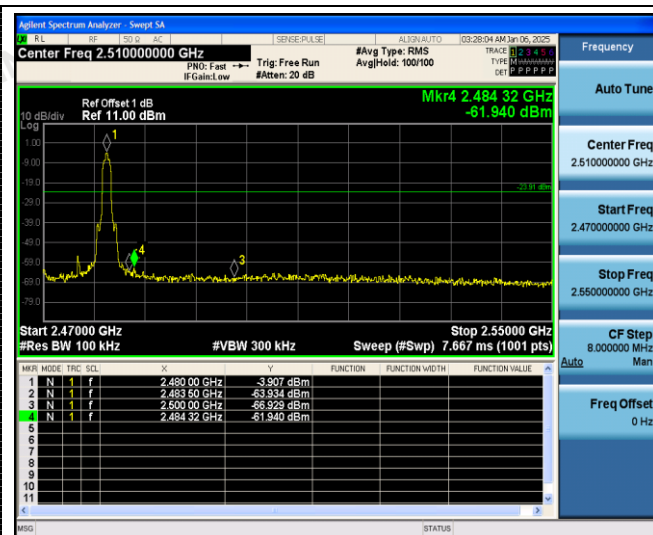 Agilent Spectrum Analyzer - Swept SA
RL RF 50 Ω AC SENSE:PULSE ALIGN AUTO 03:28:04 AM Jan 06, 2025
Center Freq 2.510000000 GHz
PNO: Fast
IFGain:Low
Trig: Free Run
#Atten: 20 dB
#Avg Type: RMS
Avg|Hold: 100/100
TRACE 1 2 3 4 5 6
TYPE M
DET P P P P P P
Ref Offset 1 dB
Ref 11.00 dBm
10 dB/div
Log
Mkr4 2.484 32 GHz
-61.940 dBm
1
1.00
-9.00
-19.0
-23.91 dBm
-29.0
-39.0
-49.0
4
3
-59.0
-69.0
-79.0
Start 2.47000 GHz Stop 2.55000 GHz
#Res BW 100 kHz #VBW 300 kHz Sweep (#Swp) 7.667 ms (1001 pts)
MKR MODE TRC SCL X Y FUNCTION FUNCTION WIDTH FUNCTION VALUE
1 N 1 f 2.480 00 GHz -3.907 dBm
2 N 1 f 2.483 50 GHz -63.934 dBm
3 N 1 f 2.500 00 GHz -66.929 dBm
4 N 1 f 2.484 32 GHz -61.940 dBm
5
6
7
8
9
10
11
MSG STATUS
Frequency
Auto Tune
Center Freq
2.510000000 GHz
Start Freq
2.470000000 GHz
Stop Freq
2.550000000 GHz
CF Step
8.000000 MHz
Auto Man
Freq Offset
0 Hz